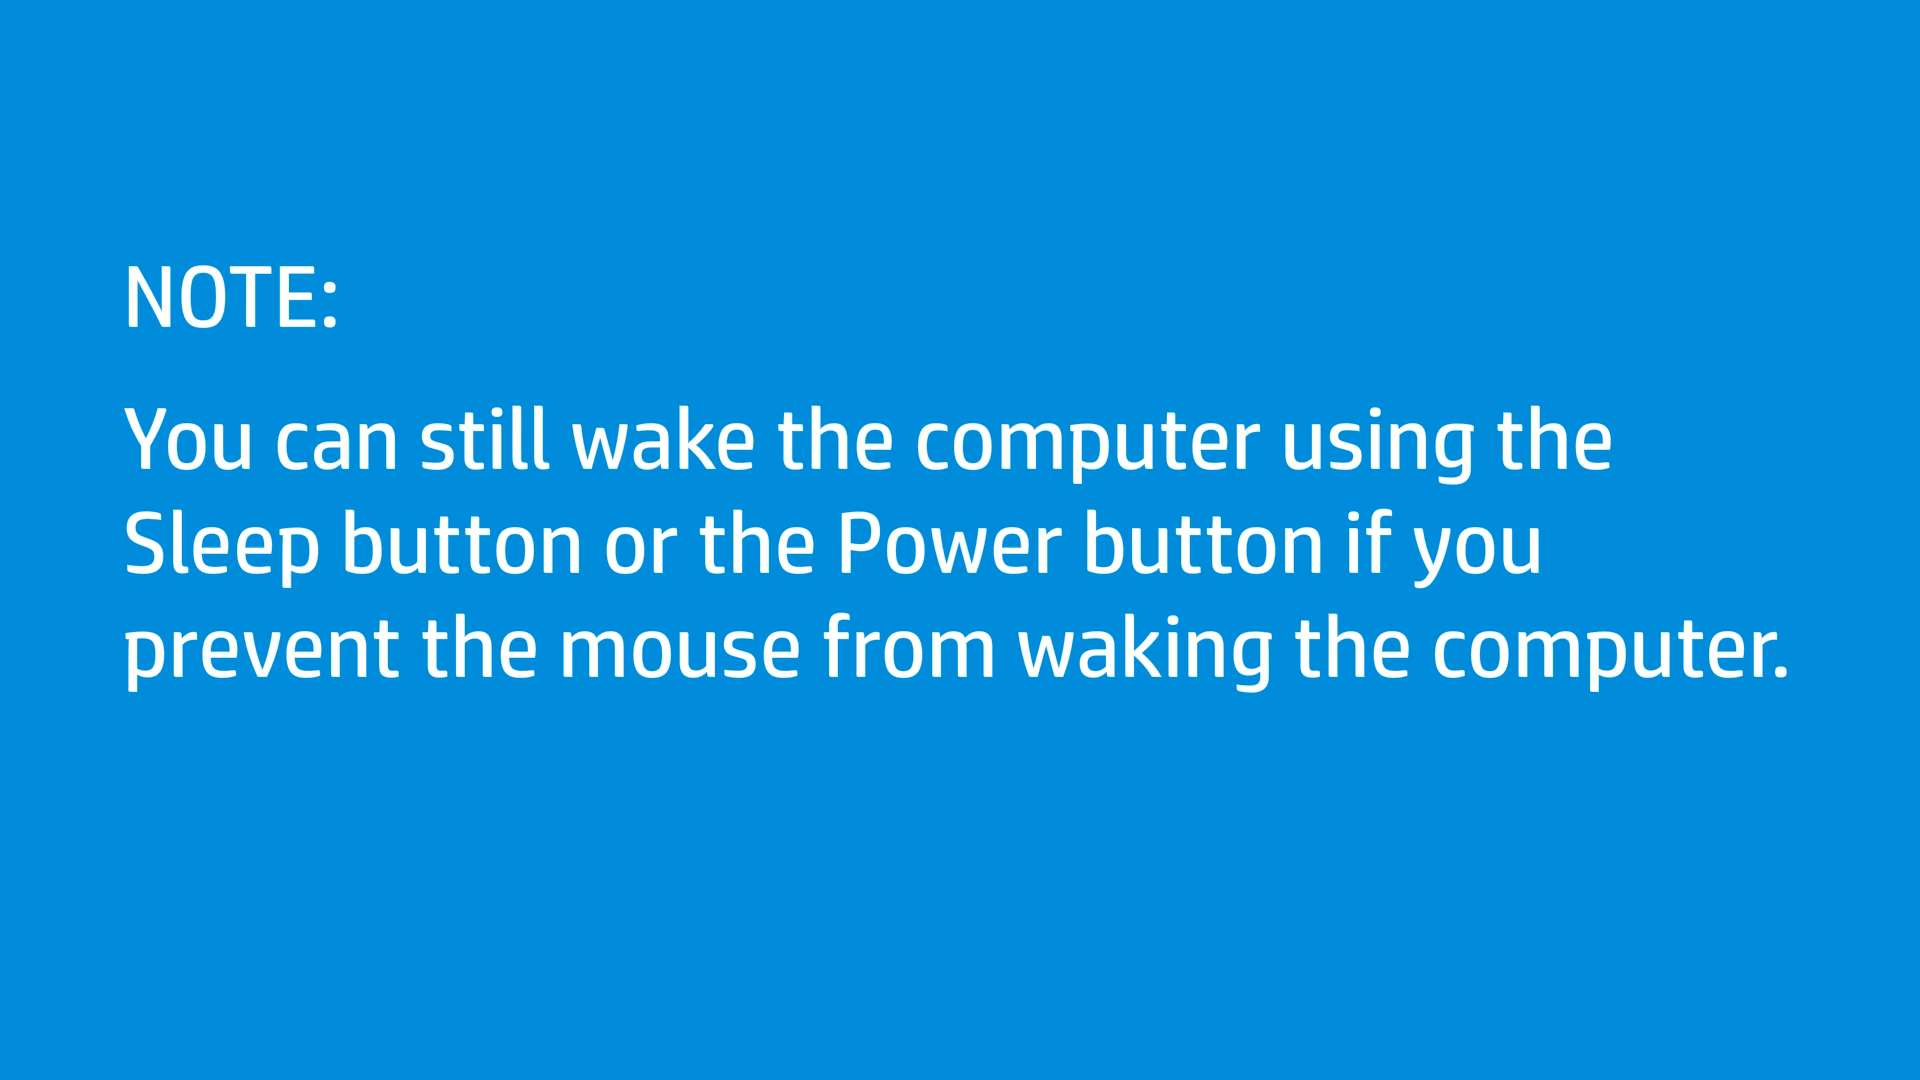 NOTE:
You can still wake the computer using the
Sleep button or the Power button if you
prevent the mouse from waking the computer.